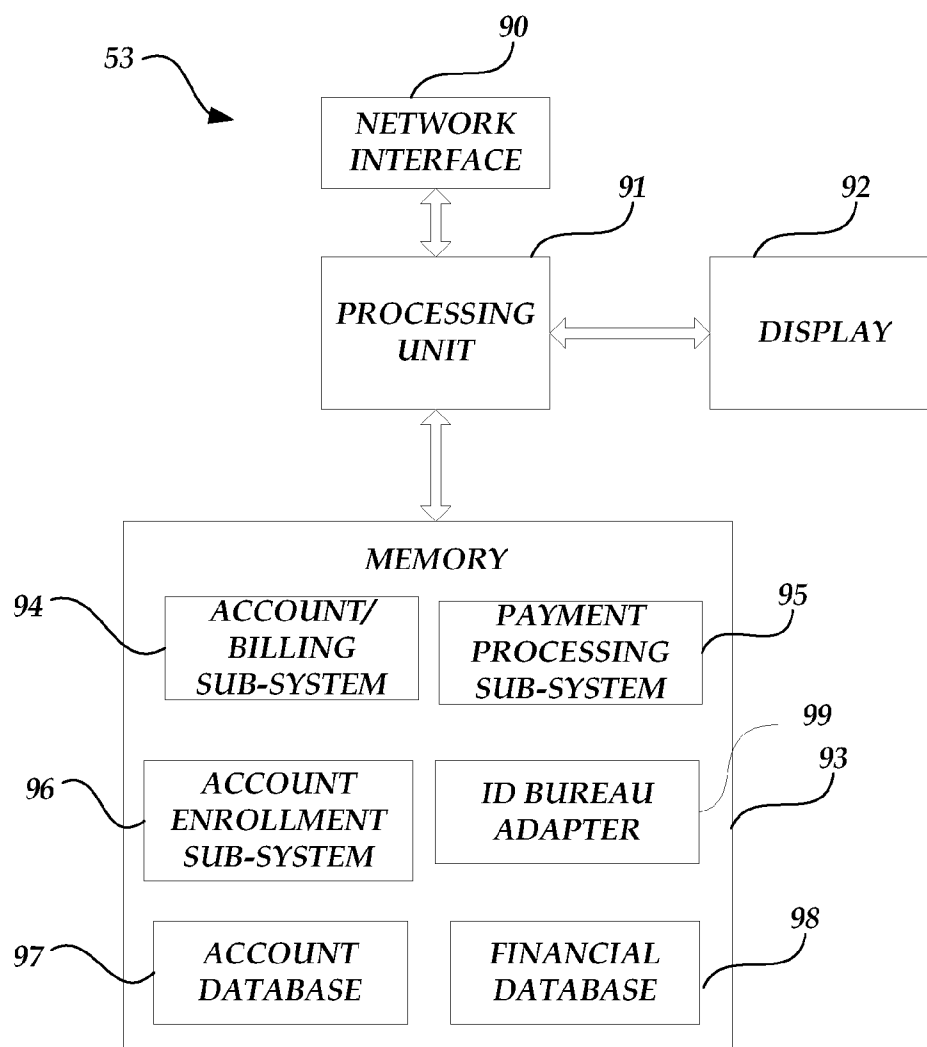 90
53
NETWORK
INTERFACE
91
92
PROCESSING
UNIT
DISPLAY
MEMORY
94
ACCOUNT/
BILLING
SUB-SYSTEM
PAYMENT
PROCESSING
SUB-SYSTEM
95
99
93
96
ACCOUNT
ENROLLMENT
SUB-SYSTEM
ID BUREAU
ADAPTER
98
97
ACCOUNT
DATABASE
FINANCIAL
DATABASE